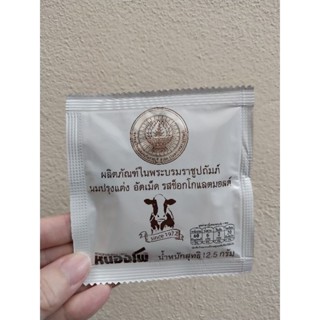 ผลิตภัณฑ์ในพระบรมราชูปถัมภ์
นมปรุงแต่ง อัดเม็ด รสช็อกโกแลตมอลต์
since 1972
หนองโพ
น้ำหนักสุทธิ 12.5 กรัม